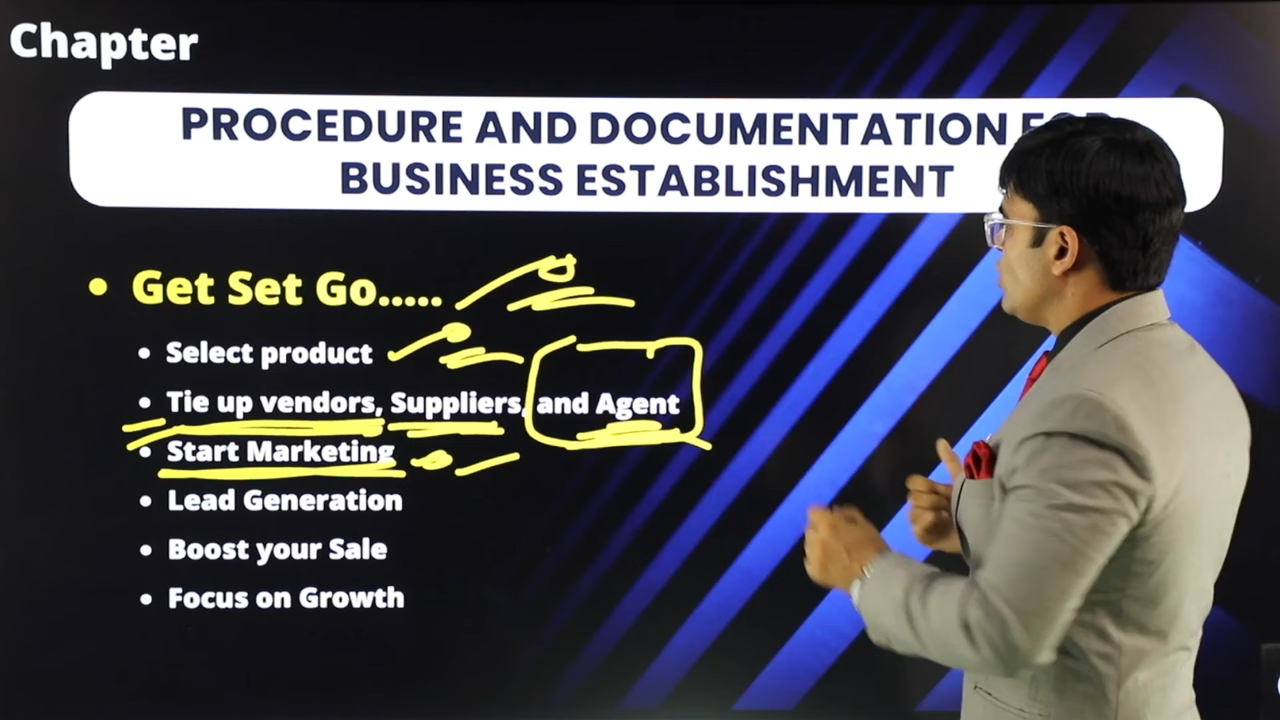 Chapter
PROCEDURE AND DOCUMENTATION FOR
BUSINESS ESTABLISHMENT
• Get Set Go.....
• Select product
• Tie up vendors, Suppliers, and Agent
• Start Marketing
• Lead Generation
• Boost your Sale
• Focus on Growth